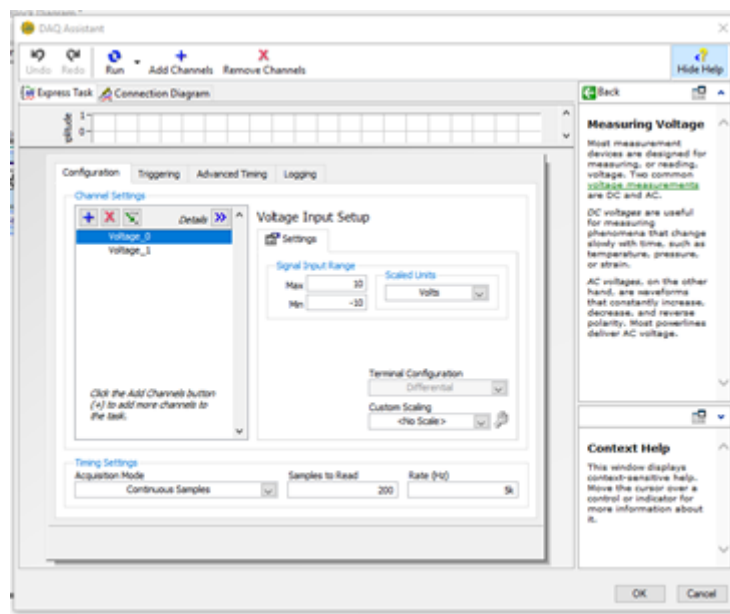 DAQ Assistant
Undo Redo Run Add Channels Remove Channels Hide Help
Express Task Connection Diagram
Back
1
0
Configuration Triggering Advanced Timing Logging
Channel Settings
Details
Voltage_0
Voltage_1
Click the Add Channels button
(+) to add more channels to
the task.
Voltage Input Setup
Settings
Signal Input Range
Max 10
Min -10
Scaled Units
Volts
Terminal Configuration
Differential
Custom Scaling
<No Scale>
Timing Settings
Acquisition Mode Samples to Read Rate (Hz)
Continuous Samples 200 5k
Measuring Voltage
Most measurement
devices are designed for
measuring, or reading,
voltage. Two common
voltage measurements
are DC and AC.
DC voltages are useful
for measuring
phenomena that change
slowly with time, such as
temperature, pressure,
or strain.
AC voltages, on the other
hand, are waveforms
that constantly increase,
decrease, and reverse
polarity. Most powerlines
deliver AC voltage.
Context Help
This window displays
context-sensitive help.
Move the cursor over a
control or indicator for
more information about
it.
OK Cancel